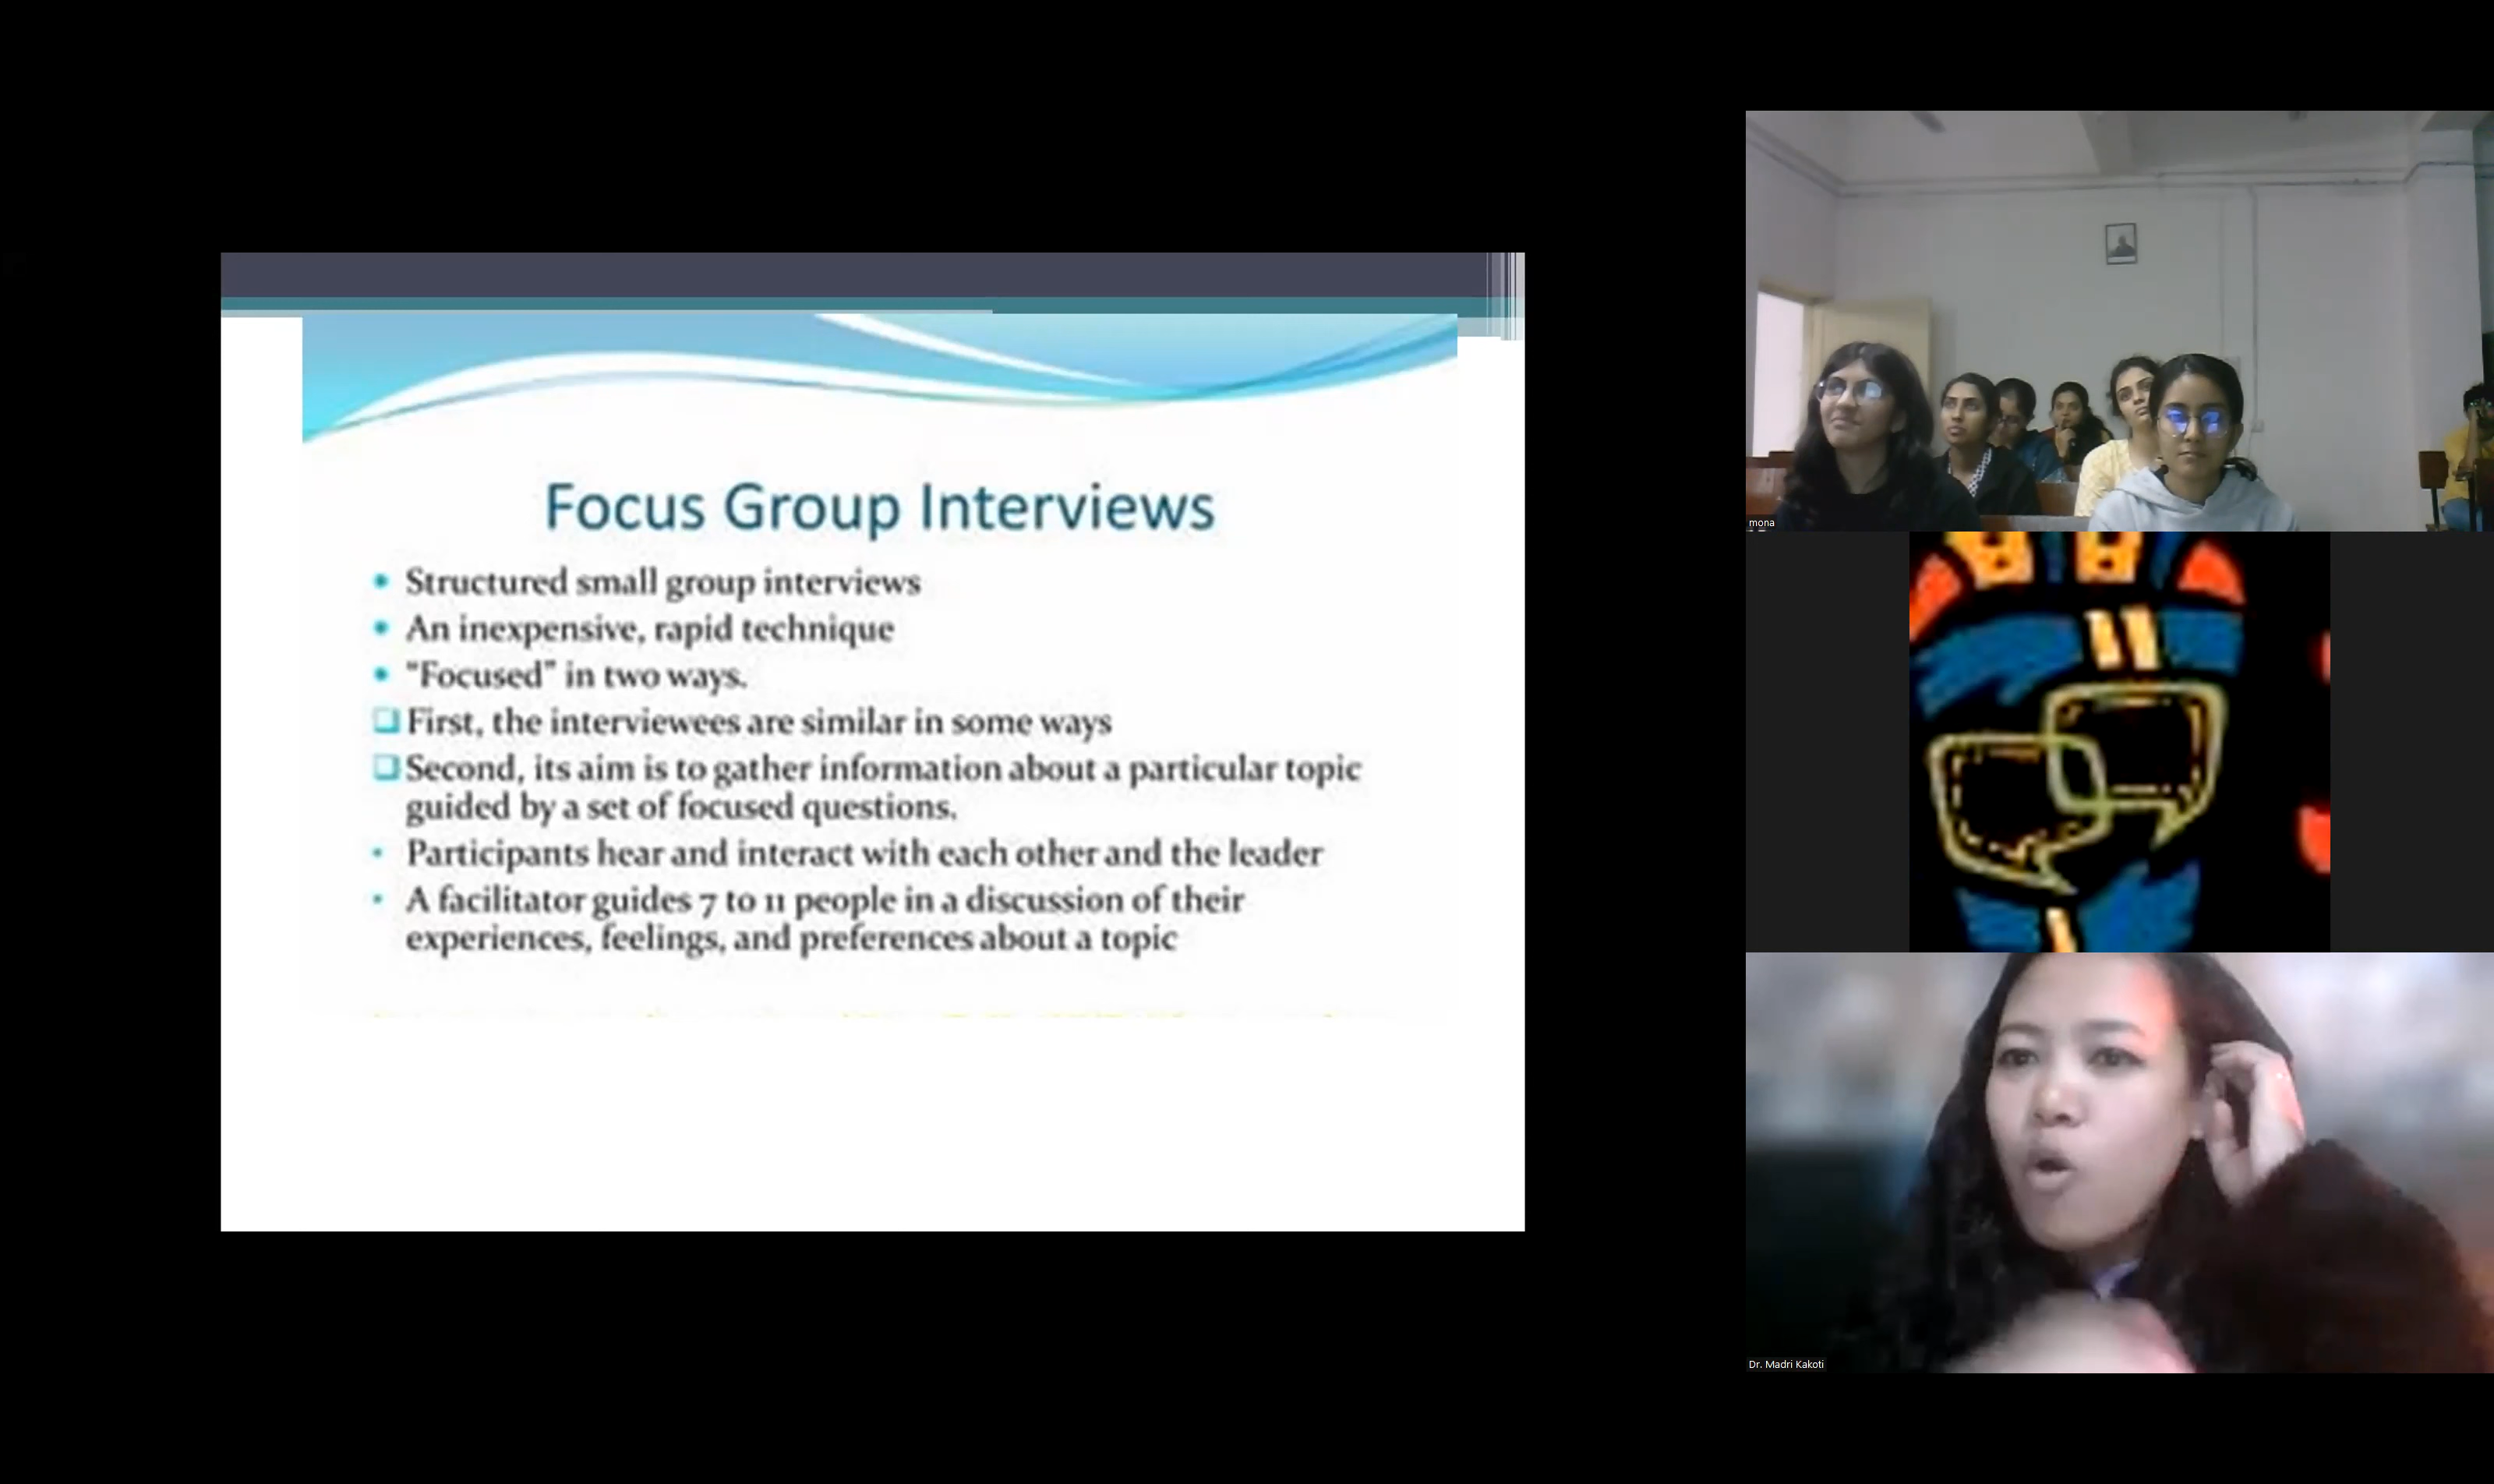 Focus Group Interviews
Structured small group interviews
An inexpensive, rapid technique
"Focused" in two ways.
First, the interviewees are similar in some ways
Second, its aim is to gather information about a particular topic
guided by a set of focused questions.
Participants hear and interact with each other and the leader
A facilitator guides 7 to 11 people in a discussion of their
experiences, feelings, and preferences about a topic
mona
Dr. Madri Kakoti